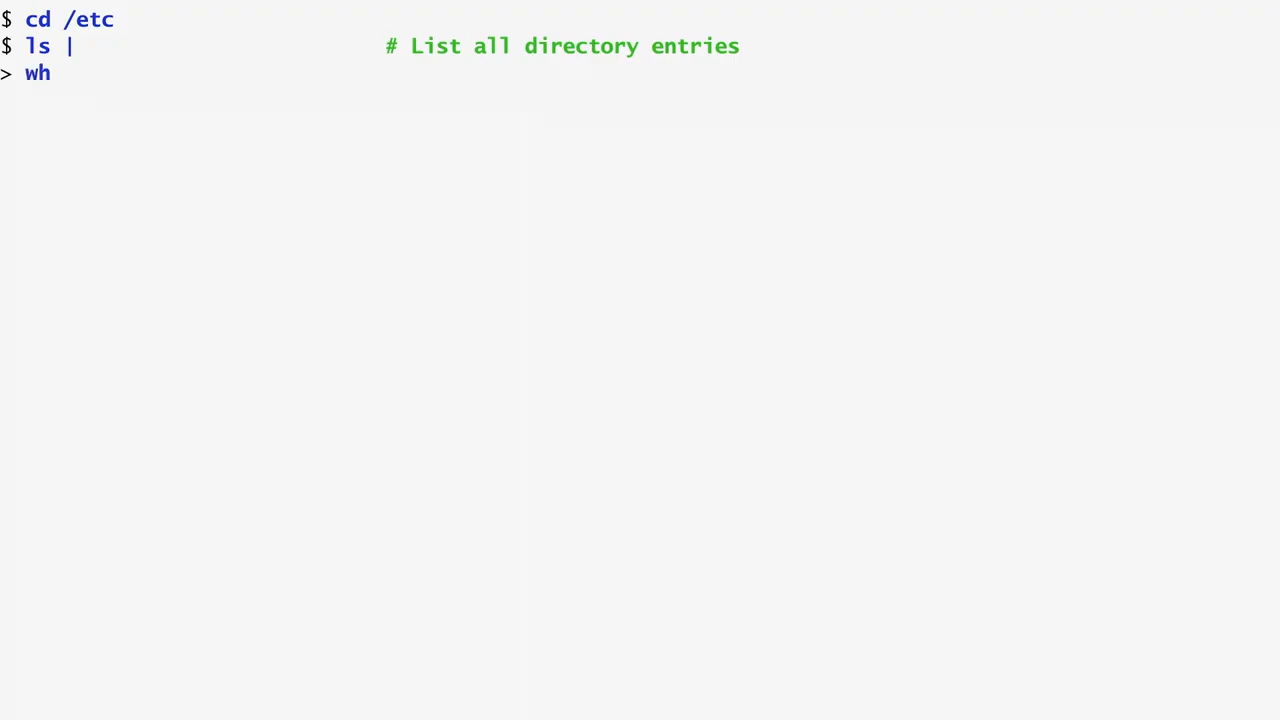 $ cd /etc
$ ls | # List all directory entries
> wh